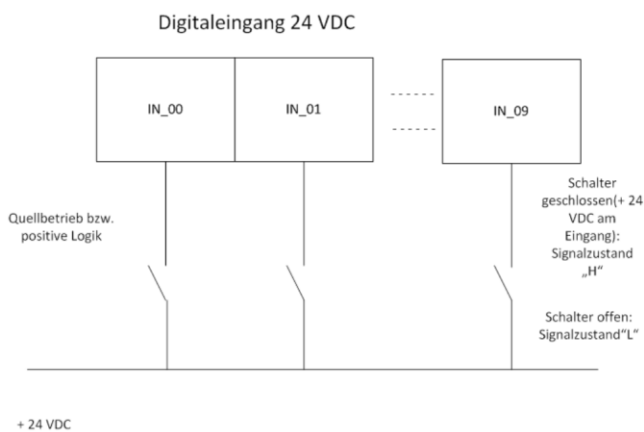 Digitaleingang 24 VDC
IN_00
IN_01
IN_09
Quellbetrieb bzw.
positive Logik
Schalter
geschlossen(+ 24
VDC am
Eingang):
Signalzustand
„H“
Schalter offen:
Signalzustand“L“
+ 24 VDC